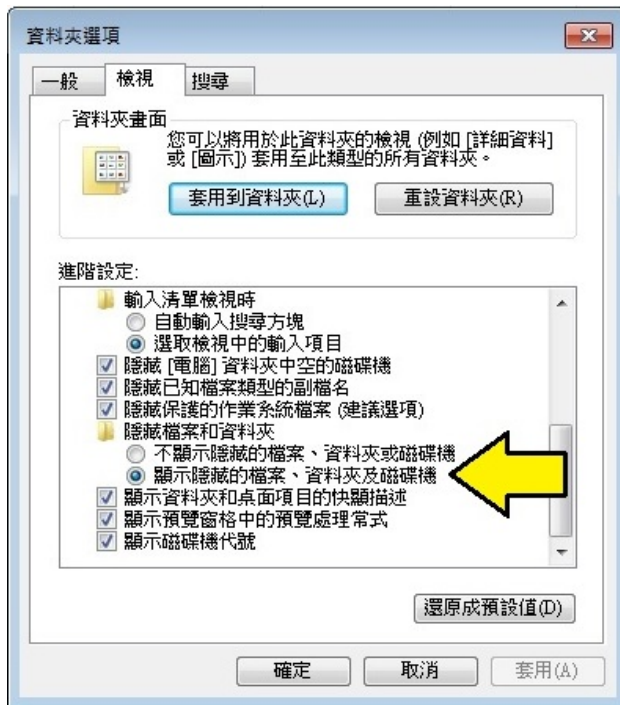 資料夾選項
一般
檢視
搜尋
資料夾畫面
您可以將用於此資料夾的檢視 (例如 [詳細資料]
或 [圖示]) 套用至此類型的所有資料夾。
套用到資料夾(L)
重設資料夾(R)
進階設定:
輸入清單檢視時
自動輸入搜尋方塊
選取檢視中的輸入項目
隱藏 [電腦] 資料夾中空的磁碟機
隱藏已知檔案類型的副檔名
隱藏保護的作業系統檔案 (建議選項)
隱藏檔案和資料夾
不顯示隱藏的檔案、資料夾或磁碟機
顯示隱藏的檔案、資料夾及磁碟機
顯示資料夾和桌面項目的快顯描述
顯示預覽窗格中的預覽處理常式
顯示磁碟機代號
還原成預設值(D)
確定
取消
套用(A)